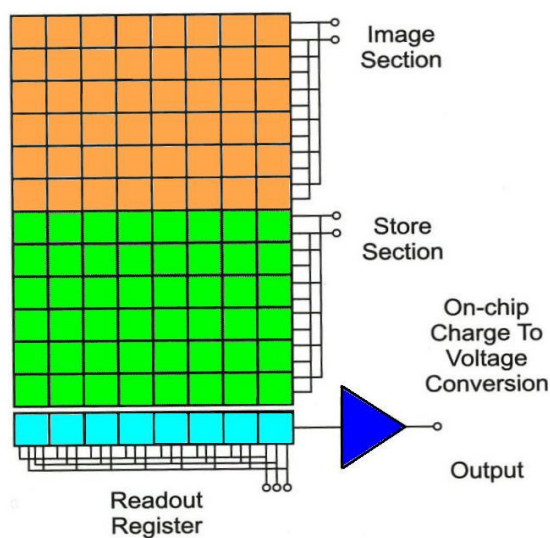 Image
Section
Store
Section
On-chip
Charge To
Voltage
Conversion
Output
Readout
Register